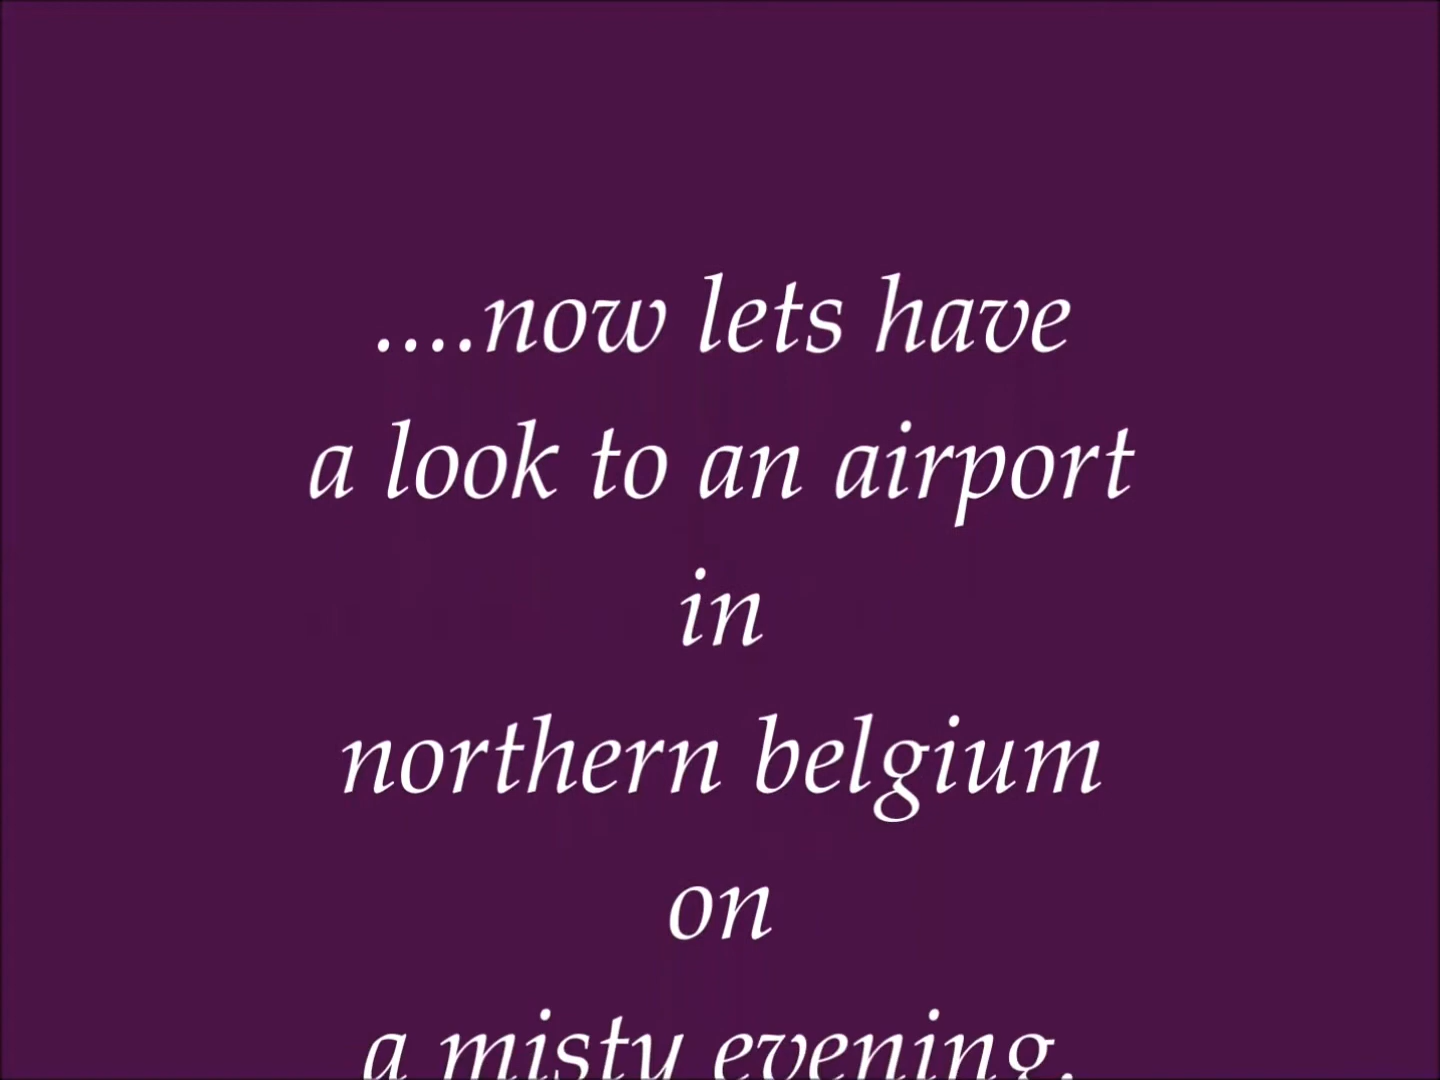 ....now lets have
a look to an airport
in
northern belgium
on
a misty evening.